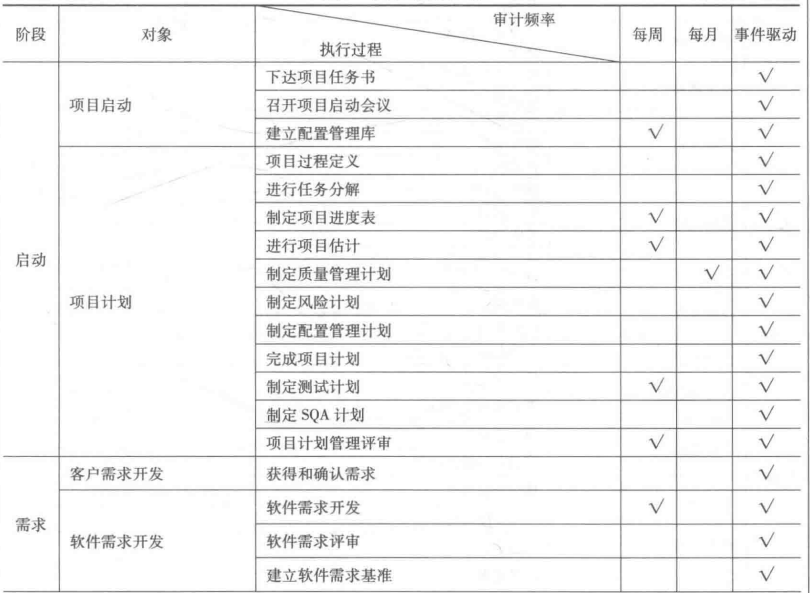 阶段 对象 审计频率 执行过程 每周 每月 事件驱动
启动 项目启动 下达项目任务书 √
召开项目启动会议 √
建立配置管理库 √ √
项目计划 项目过程定义 √
进行任务分解 √
制定项目进度表 √ √
进行项目估计 √ √
制定质量管理计划 √ √
制定风险计划 √
制定配置管理计划 √
完成项目计划 √
制定测试计划 √ √
制定 SQA 计划 √
项目计划管理评审 √ √
需求 客户需求开发 获得和确认需求 √
软件需求开发 软件需求开发 √ √
软件需求评审 √
建立软件需求基准 √